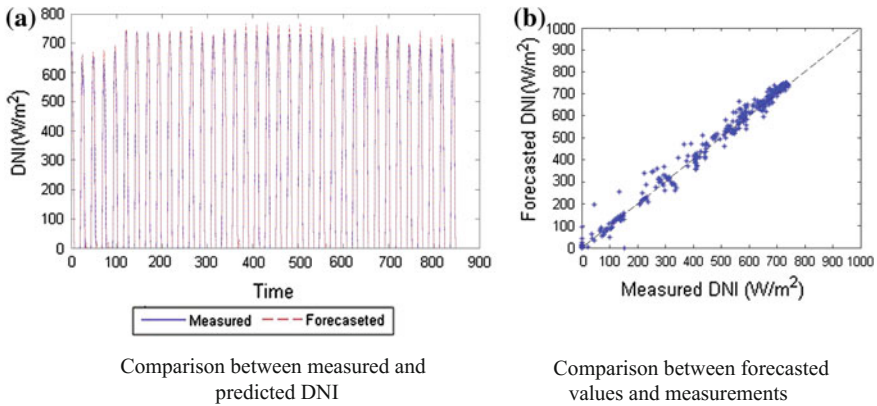 (a)
DNI(W/m²)
800
700
600
500
400
300
200
100
0
0 100 200 300 400 500 600 700 800 900
Time
Measured Forecaseted
Comparison between measured and
predicted DNI
(b)
Forecasted DNI(W/m²)
1000
900
800
700
600
500
400
300
200
100
0
0 100 200 300 400 500 600 700 800 900 1000
Measured DNI (W/m²)
Comparison between forecasted
values and measurements